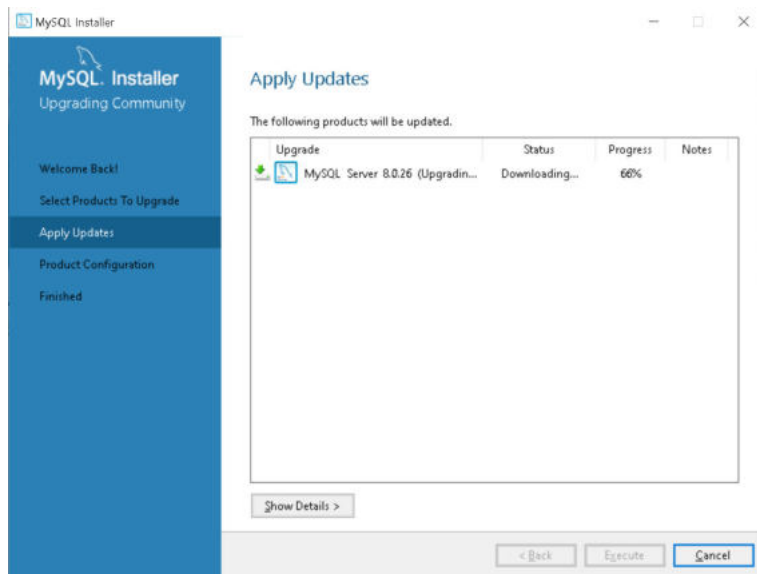 MySQL Installer
MySQL. Installer
Upgrading Community
Welcome Back!
Select Products To Upgrade
Apply Updates
Product Configuration
Finished
Apply Updates
The following products will be updated.
Upgrade Status Progress Notes
MySQL Server 8.0.26 (Upgradin... Downloading... 66%
Show Details >
< Back Execute Cancel